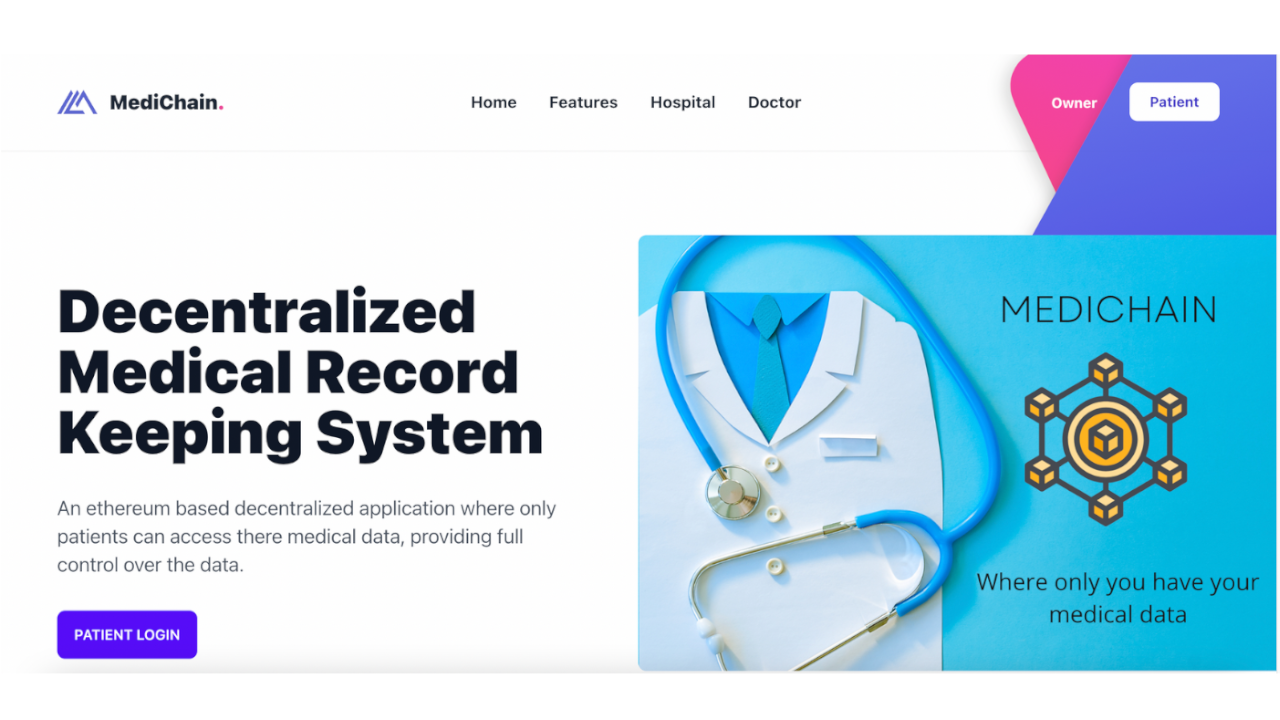 MediChain.
Home Features Hospital Doctor
Owner
Patient
Decentralized
Medical Record
Keeping System
An ethereum based decentralized application where only
patients can access there medical data, providing full
control over the data.
PATIENT LOGIN
MEDICHAIN
Where only you have your
medical data